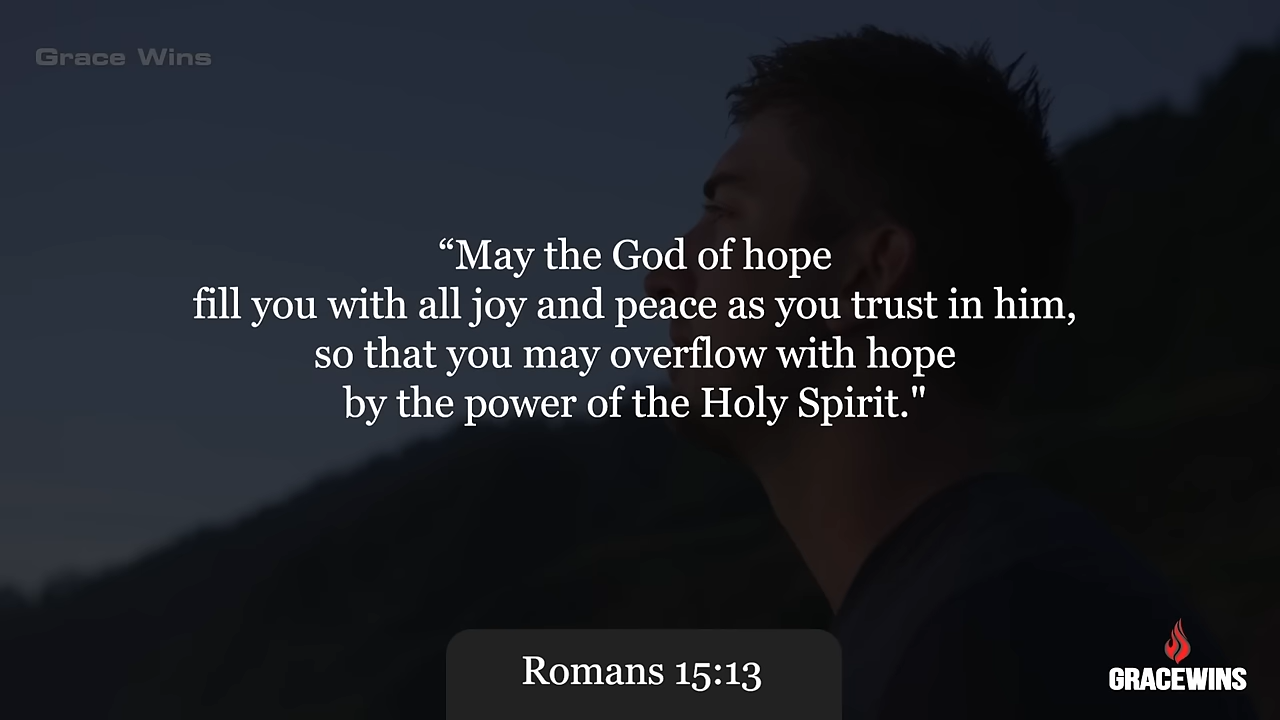 Grace Wins
“May the God of hope
fill you with all joy and peace as you trust in him,
so that you may overflow with hope
by the power of the Holy Spirit."
Romans 15:13
GRACEWINS